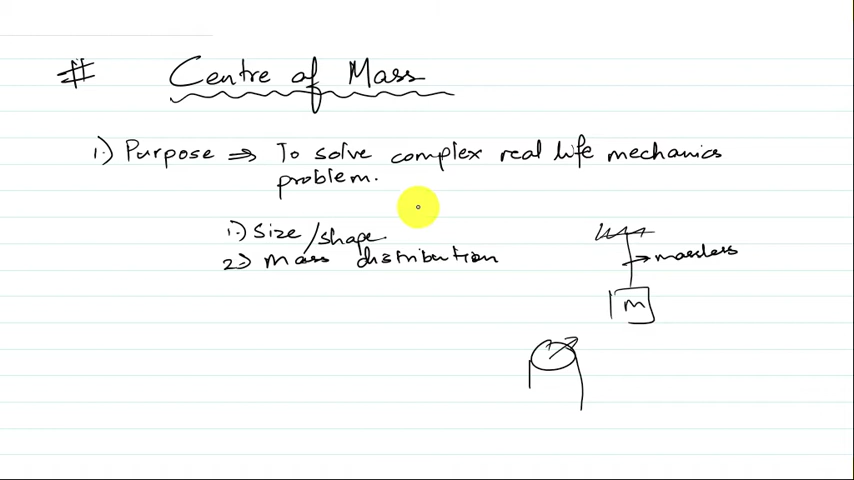 # Centre of Mass
1.) Purpose ⇒ To solve complex real life mechanics
problem.
1.) Size/shape
2.) Mass distribution
→ massless
m